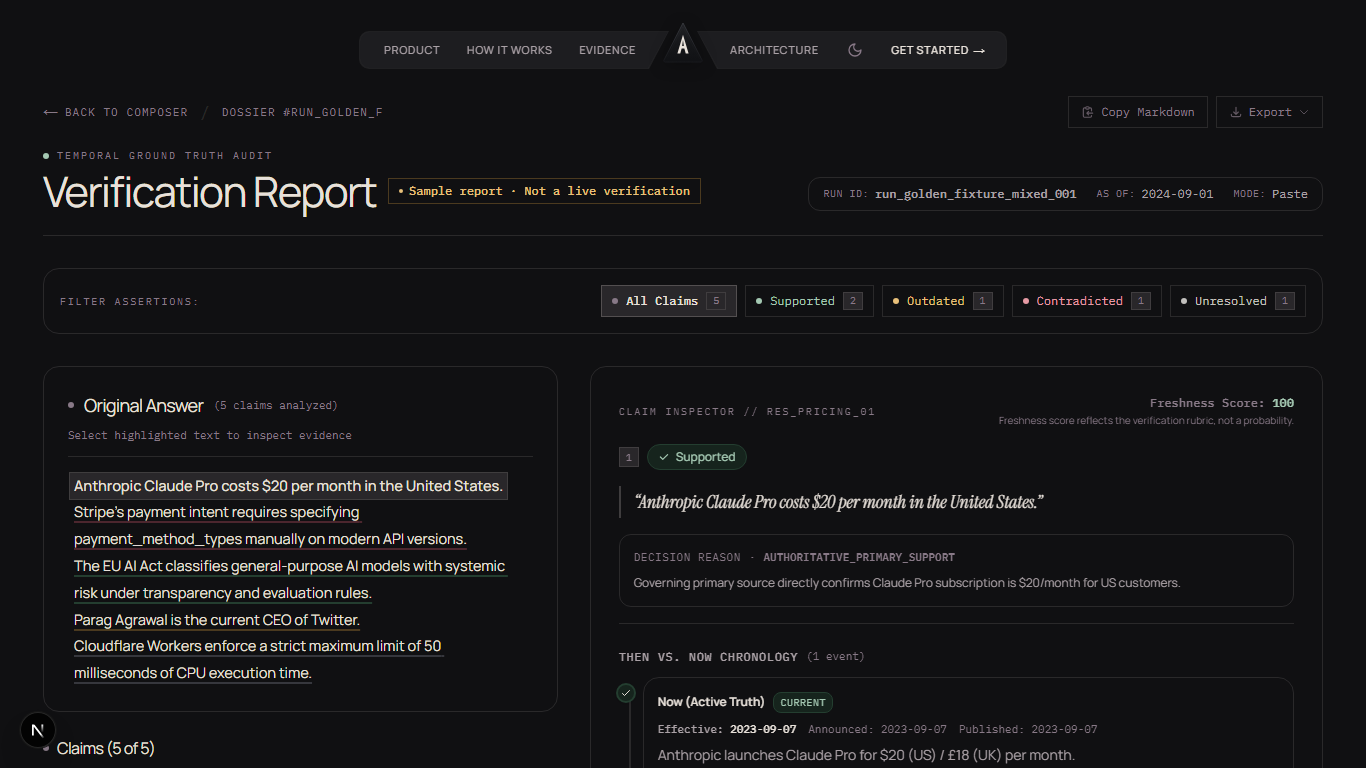 PRODUCT HOW IT WORKS EVIDENCE A ARCHITECTURE GET STARTED →
← BACK TO COMPOSER / DOSSIER #RUN_GOLDEN_F
Copy Markdown Export
TEMPORAL GROUND TRUTH AUDIT
Verification Report
• Sample report · Not a live verification
RUN ID: run_golden_fixture_mixed_001 AS OF: 2024-09-01 MODE: Paste
FILTER ASSERTIONS:
All Claims 5 Supported 2 Outdated 1 Contradicted 1 Unresolved 1
Original Answer (5 claims analyzed)
Select highlighted text to inspect evidence
Anthropic Claude Pro costs $20 per month in the United States.
Stripe's payment intent requires specifying
payment_method_types manually on modern API versions.
The EU AI Act classifies general-purpose AI models with systemic
risk under transparency and evaluation rules.
Parag Agrawal is the current CEO of Twitter.
Cloudflare Workers enforce a strict maximum limit of 50
milliseconds of CPU execution time.
N
Claims (5 of 5)
CLAIM INSPECTOR // RES_PRICING_01
Freshness Score: 100
Freshness score reflects the verification rubric, not a probability.
1 ✓ Supported
“Anthropic Claude Pro costs $20 per month in the United States.”
DECISION REASON · AUTHORITATIVE_PRIMARY_SUPPORT
Governing primary source directly confirms Claude Pro subscription is $20/month for US customers.
THEN VS. NOW CHRONOLOGY (1 event)
Now (Active Truth) CURRENT
Effective: 2023-09-07 Announced: 2023-09-07 Published: 2023-09-07
Anthropic launches Claude Pro for $20 (US) / £18 (UK) per month.